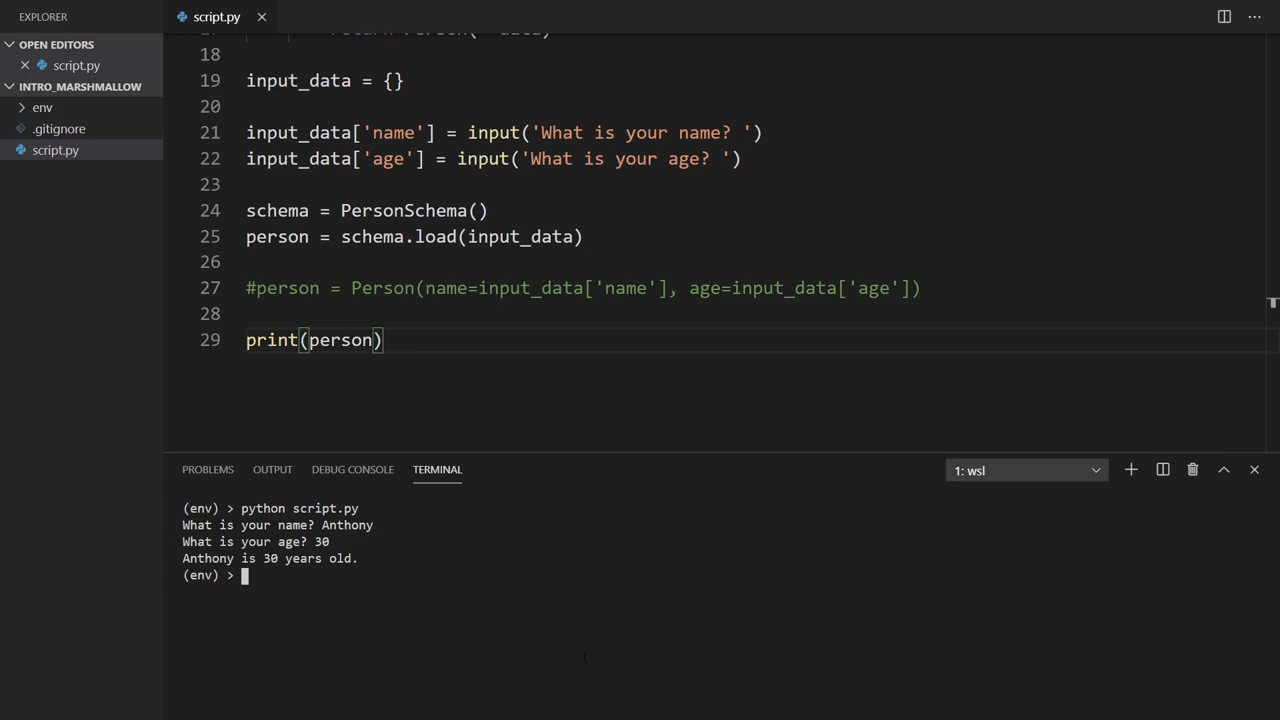 EXPLORER
script.py
OPEN EDITORS
script.py
INTRO_MARSHMALLOW
env
.gitignore
script.py
18
19 input_data = {}
20
21 input_data['name'] = input('What is your name? ')
22 input_data['age'] = input('What is your age? ')
23
24 schema = PersonSchema()
25 person = schema.load(input_data)
26
27 #person = Person(name=input_data['name'], age=input_data['age'])
28
29 print(person)
PROBLEMS OUTPUT DEBUG CONSOLE TERMINAL 1: wsl
(env) > python script.py
What is your name? Anthony
What is your age? 30
Anthony is 30 years old.
(env) >